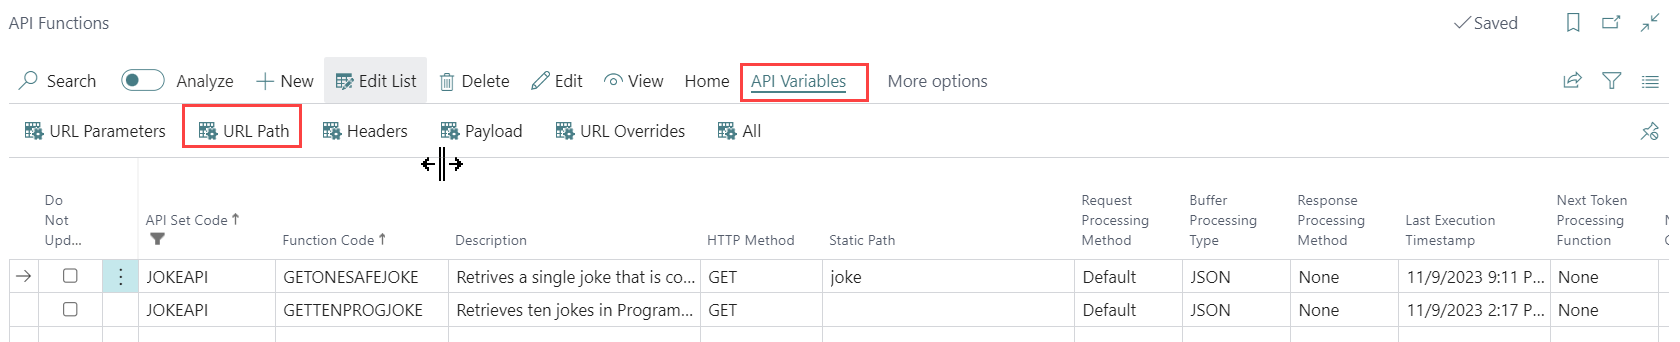 API Functions
Saved
Search Analyze New Edit List Delete Edit View Home API Variables More options
URL Parameters URL Path Headers Payload URL Overrides All
Do Not Upd...
API Set Code
Function Code
Description
HTTP Method
Static Path
Request Processing Method
Buffer Processing Type
Response Processing Method
Last Execution Timestamp
Next Token Processing Function
JOKEAPI GETONESAFEJOKE Retrives a single joke that is co... GET joke Default JSON None 11/9/2023 9:11 P... None
JOKEAPI GETTENPROGJOKE Retrieves ten jokes in Program... GET Default JSON None 11/9/2023 2:17 P... None